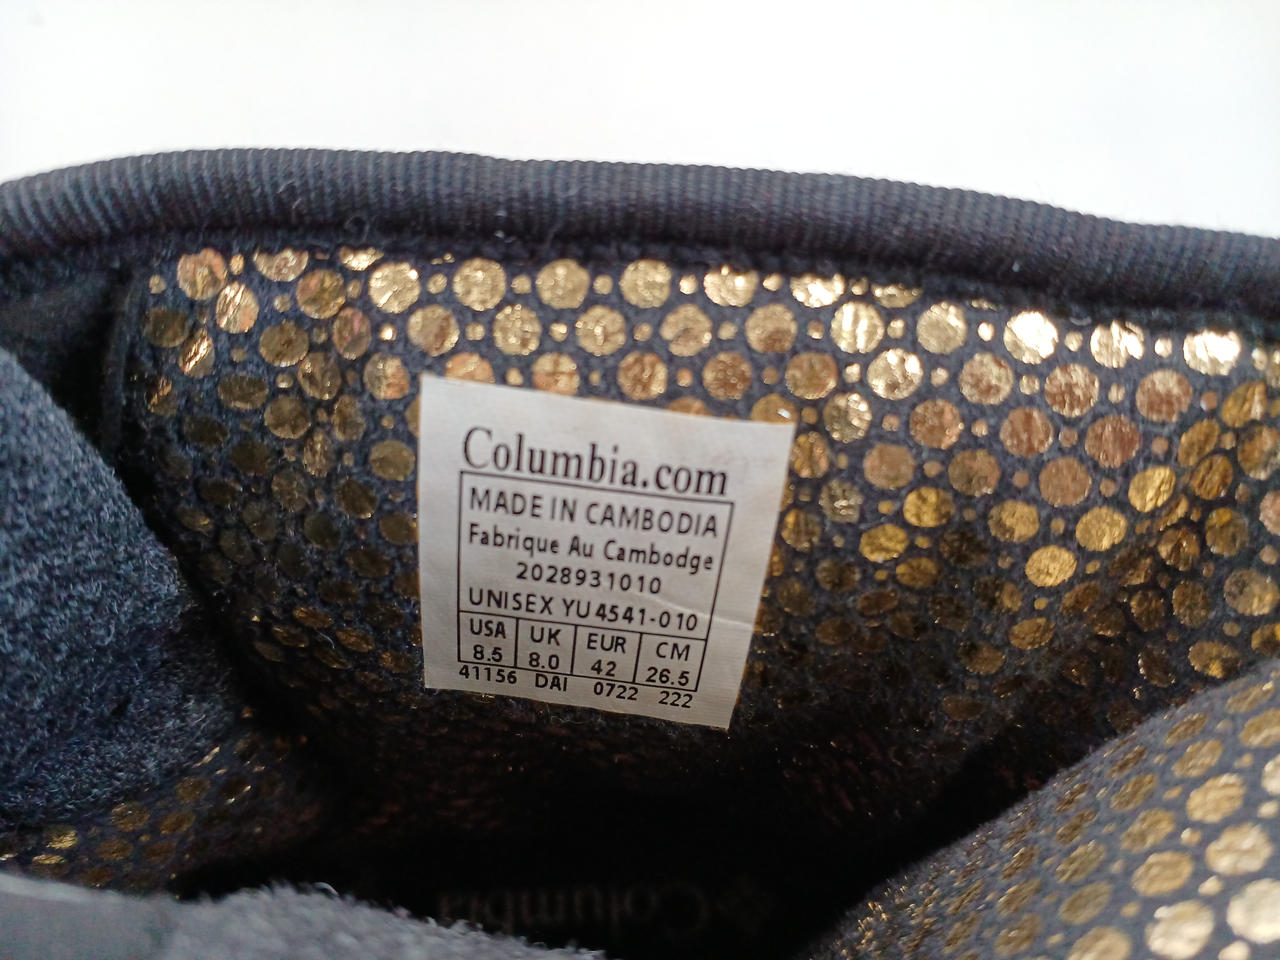 Columbia.com
MADE IN CAMBODIA
Fabrique Au Cambodge
2028931010
UNISEX YU4541-010
USA UK EUR CM
8.5 8.0 42 26.5
41156 DAI 0722 222
Columbia